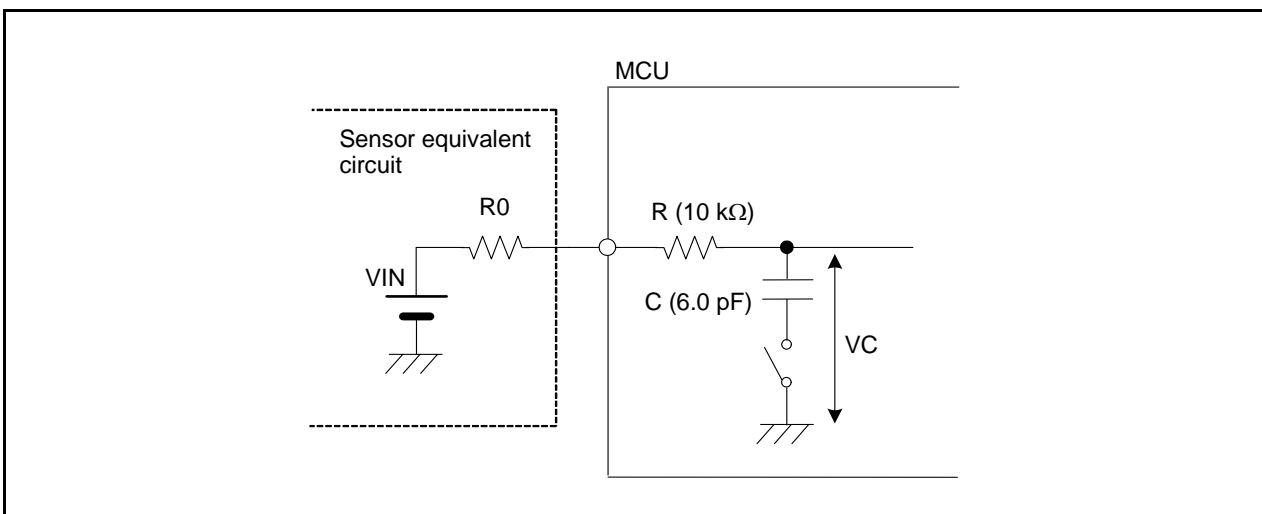 MCU
Sensor equivalent
circuit
R0
R (10 kΩ)
VIN
C (6.0 pF)
VC